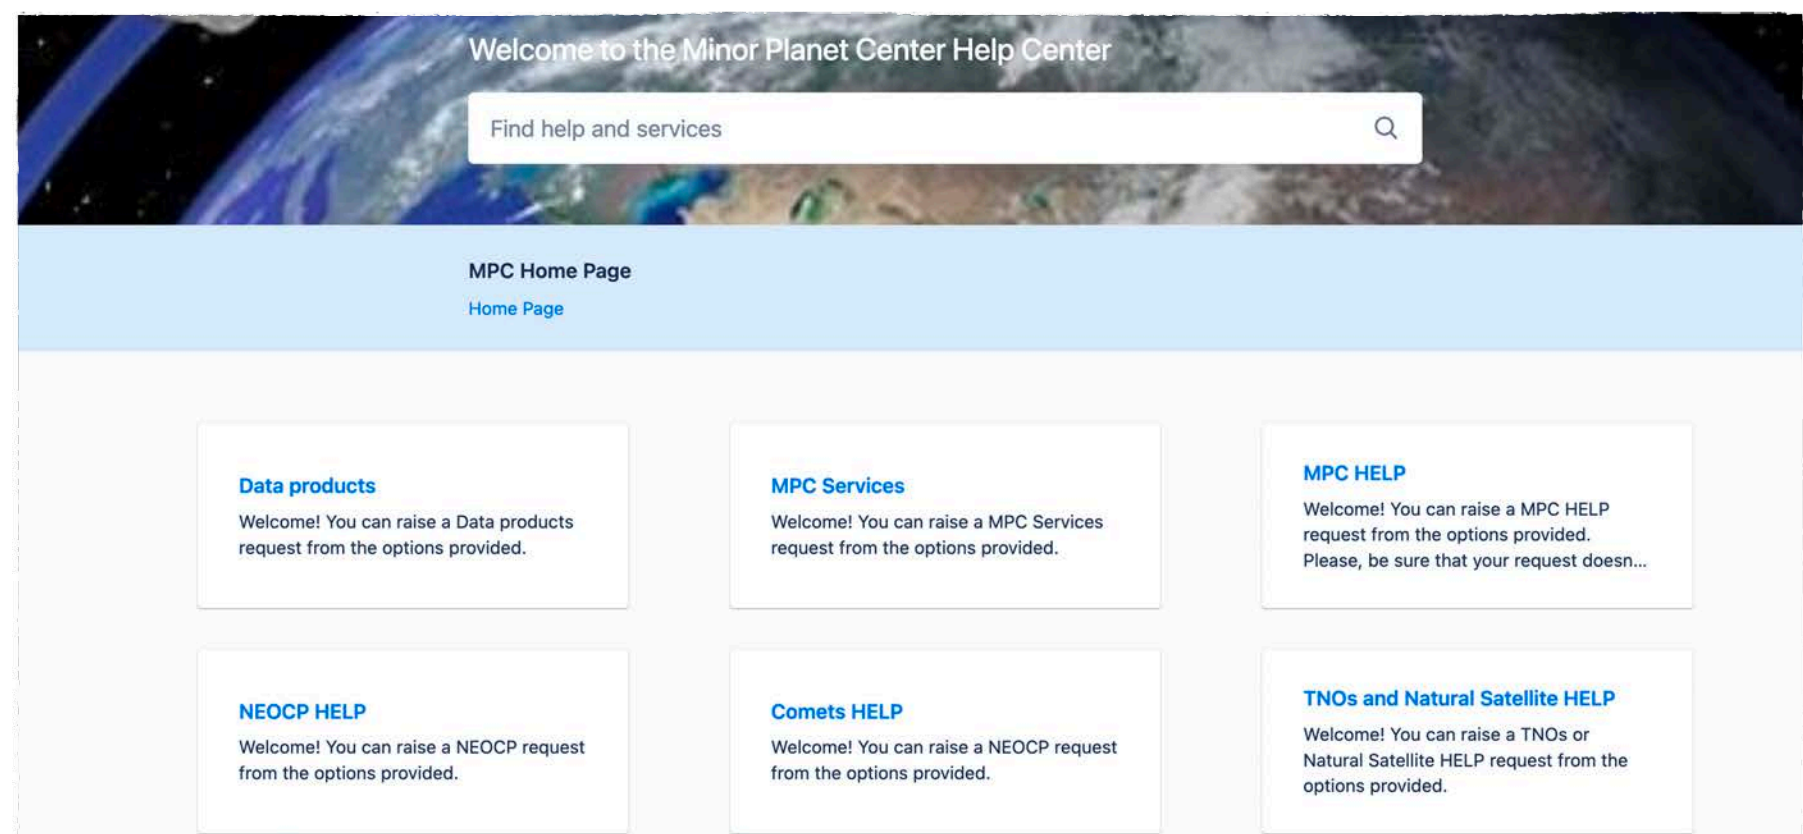 Welcome to the Minor Planet Center Help Center
Find help and services
MPC Home Page
Home Page
Data products
Welcome! You can raise a Data products
request from the options provided.
MPC Services
Welcome! You can raise a MPC Services
request from the options provided.
MPC HELP
Welcome! You can raise a MPC HELP
request from the options provided.
Please, be sure that your request doesn...
NEOCP HELP
Welcome! You can raise a NEOCP request
from the options provided.
Comets HELP
Welcome! You can raise a NEOCP request
from the options provided.
TNOs and Natural Satellite HELP
Welcome! You can raise a TNOs or
Natural Satellite HELP request from the
options provided.